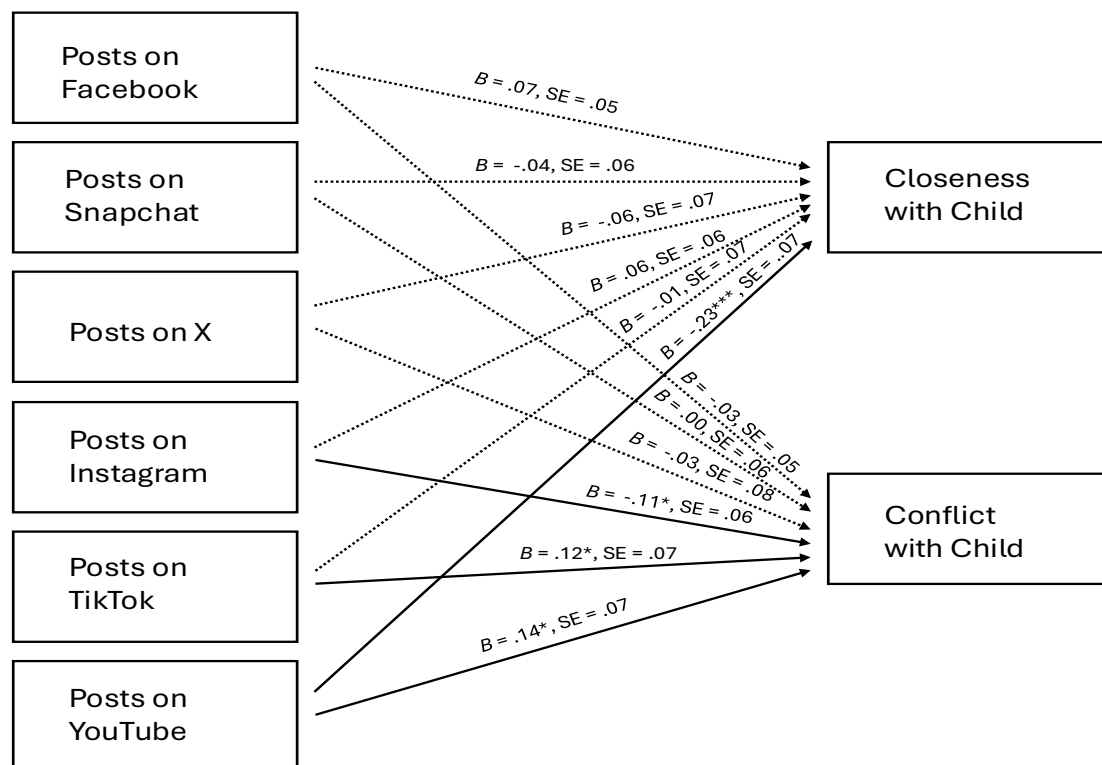 Posts on
Facebook
Posts on
Snapchat
Posts on X
Posts on
Instagram
Posts on
TikTok
Posts on
YouTube
B = .07, SE = .05
B = -.04, SE = .06
B = -.06, SE = .07
B = .06, SE = .06
B = -.01, SE = .07
B = -.23***, SE = .07
B = -.03, SE = .05
B = .00, SE = .06
B = -.03, SE = .08
B = -.11*, SE = .06
B = .12*, SE = .07
B = .14*, SE = .07
Closeness
with Child
Conflict
with Child